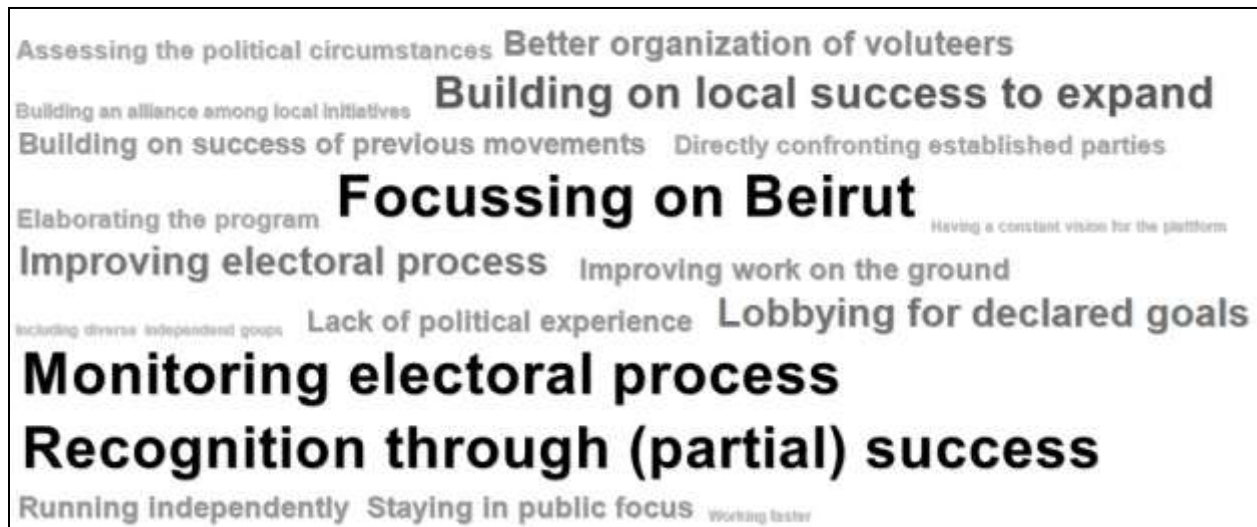 Assessing the political circumstances Better organization of voluteers
Building an alliance among local initiatives Building on local success to expand
Building on success of previous movements Directly confronting established parties
Elaborating the program Focussing on Beirut Having a constant vision for the plattform
Improving electoral process Improving work on the ground
Including diverse independend goups Lack of political experience Lobbying for declared goals
Monitoring electoral process
Recognition through (partial) success
Running independently Staying in public focus Working faster